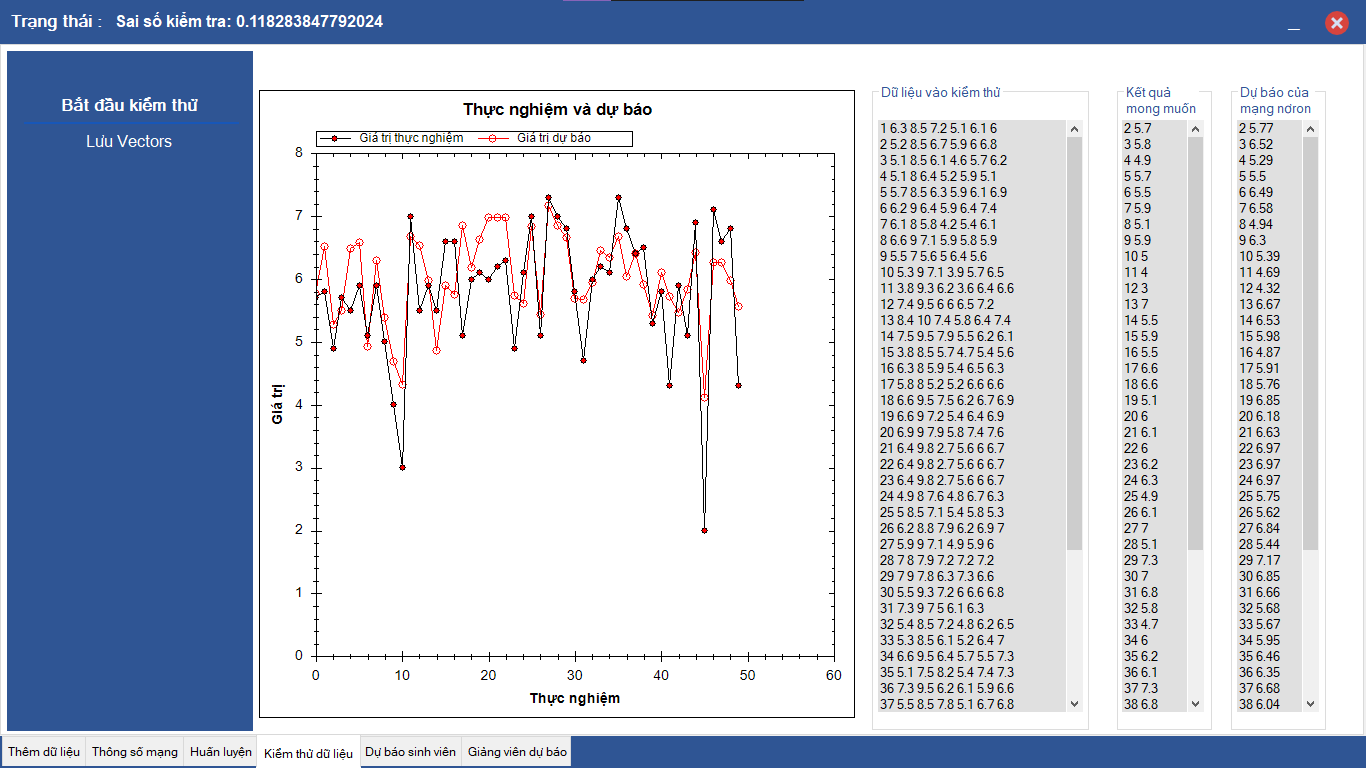 Trạng thái : Sai số kiểm tra: 0.118283847792024
Bắt đầu kiểm thử
Lưu Vectors
Thực nghiệm và dự báo
Giá trị thực nghiệm Giá trị dự báo
8
7
6
5
4
3
2
1
0
Giá trị
0 10 20 30 40 50 60
Thực nghiệm
Dữ liệu vào kiểm thử
1 6.3 8.5 7.2 5.1 6.1 6
2 5.2 8.5 6.7 5.9 6 6.8
3 5.1 8.5 6.1 4.6 5.7 6.2
4 5.1 8 6.4 5.2 5.9 5.1
5 5.7 8.5 6.3 5.9 6.1 6.9
6 6.2 9 6.4 5.9 6.4 7.4
7 6.1 8 5.8 4.2 5.4 6.1
8 6.6 9 7.1 5.9 5.8 5.9
9 5.5 7 5.6 5.6 6.4 5.6
10 5.3 9 7.1 3.9 5.7 6.5
11 3.8 9.3 6.2 3.6 6.4 6.6
12 7.4 9.5 6 6 6.5 7.2
13 8.4 10 7.4 5.8 6.4 7.4
14 7.5 9.5 7.9 5.5 6.2 6.1
15 3.8 8.5 5.7 4.7 5.4 5.6
16 6.3 8 5.9 5.4 6.5 6.3
17 5.8 8 5.2 5.2 6.6 6.6
18 6.6 9.5 7.5 6.2 6.7 6.9
19 6.6 9 7.2 5.4 6.4 6.9
20 6.9 9 7.9 5.8 7.4 7.6
21 6.4 9.8 2.7 5.6 6 6.7
22 6.4 9.8 2.7 5.6 6 6.7
23 6.4 9.8 2.7 5.6 6 6.7
24 4.9 8 7.6 4.8 6.7 6.3
25 5 8.5 7.1 5.4 5.8 5.3
26 6.2 8.8 7.9 6.2 6.9 7
27 5.9 9 7.1 4.9 5.9 6
28 7 8 7.9 7.2 7.2 7.2
29 7 9 7.8 6.3 7.3 6.6
30 5.5 9.3 7.2 6 6.6 6.8
31 7.3 9 7 5 6.1 6.3
32 5.4 8.5 7.2 4.8 6.2 6.5
33 5.3 8.5 6.1 5.2 6.4 7
34 6.6 9.5 6.4 5.7 5.5 7.3
35 5.1 7.5 8.2 5.4 7.4 7.3
36 7.3 9.5 6.2 6.1 5.9 6.6
37 5.5 8.5 7.8 5.1 6.7 6.8
Kết quả
mong muốn
2 5.7
3 5.8
4 4.9
5 5.7
6 5.5
7 5.9
8 5.1
9 5.9
10 5
11 4
12 3
13 7
14 5.5
15 5.9
16 5.5
17 6.6
18 6.6
19 5.1
20 6
21 6.1
22 6
23 6.2
24 6.3
25 4.9
26 6.1
27 7
28 5.1
29 7.3
30 7
31 6.8
32 5.8
33 4.7
34 6
35 6.2
36 6.1
37 7.3
38 6.8
Dự báo của
mạng nơron
2 5.77
3 6.52
4 5.29
5 5.5
6 6.49
7 6.58
8 4.94
9 6.3
10 5.39
11 4.69
12 4.32
13 6.67
14 6.53
15 5.98
16 4.87
17 5.91
18 5.76
19 6.85
20 6.18
21 6.63
22 6.97
23 6.97
24 6.97
25 5.75
26 5.62
27 6.84
28 5.44
29 7.17
30 6.85
31 6.66
32 5.68
33 5.67
34 5.95
35 6.46
36 6.35
37 6.68
38 6.04
Thêm dữ liệu Thông số mạng Huấn luyện Kiểm thử dữ liệu Dự báo sinh viên Giảng viên dự báo